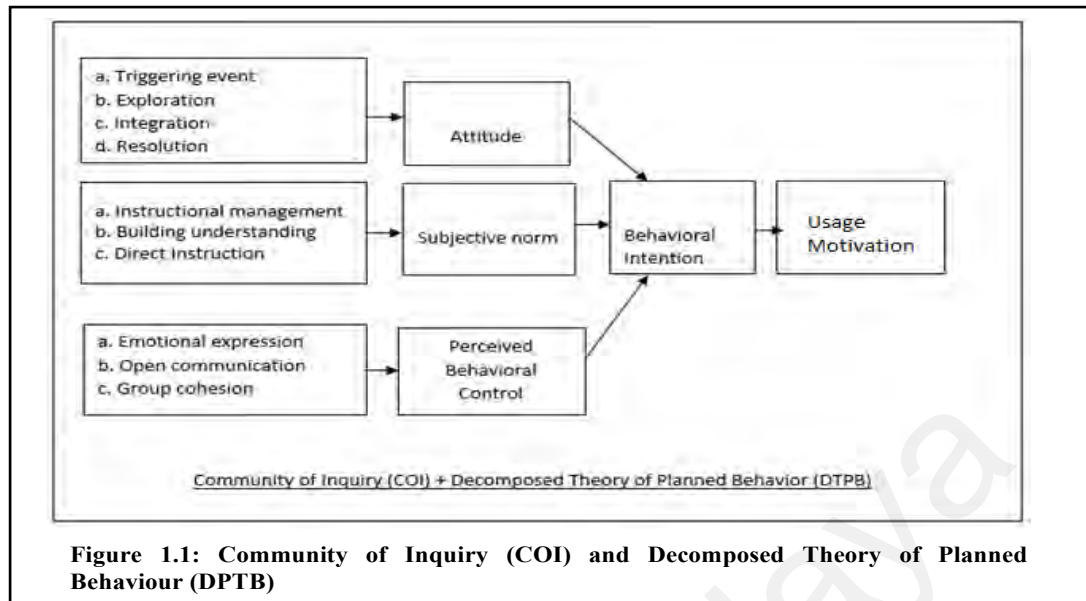 a. Triggering event
b. Exploration
c. Integration
d. Resolution
Attitude
a. Instructional management
b. Building understanding
c. Direct Instruction
Subjective norm
Behavioral
Intention
Usage
Motivation
a. Emotional expression
b. Open communication
c. Group cohesion
Perceived
Behavioral
Control
Community of Inquiry (COI) + Decomposed Theory of Planned Behavior (DTPB)
Figure 1.1: Community of Inquiry (COI) and Decomposed Theory of Planned
Behaviour (DPTB)